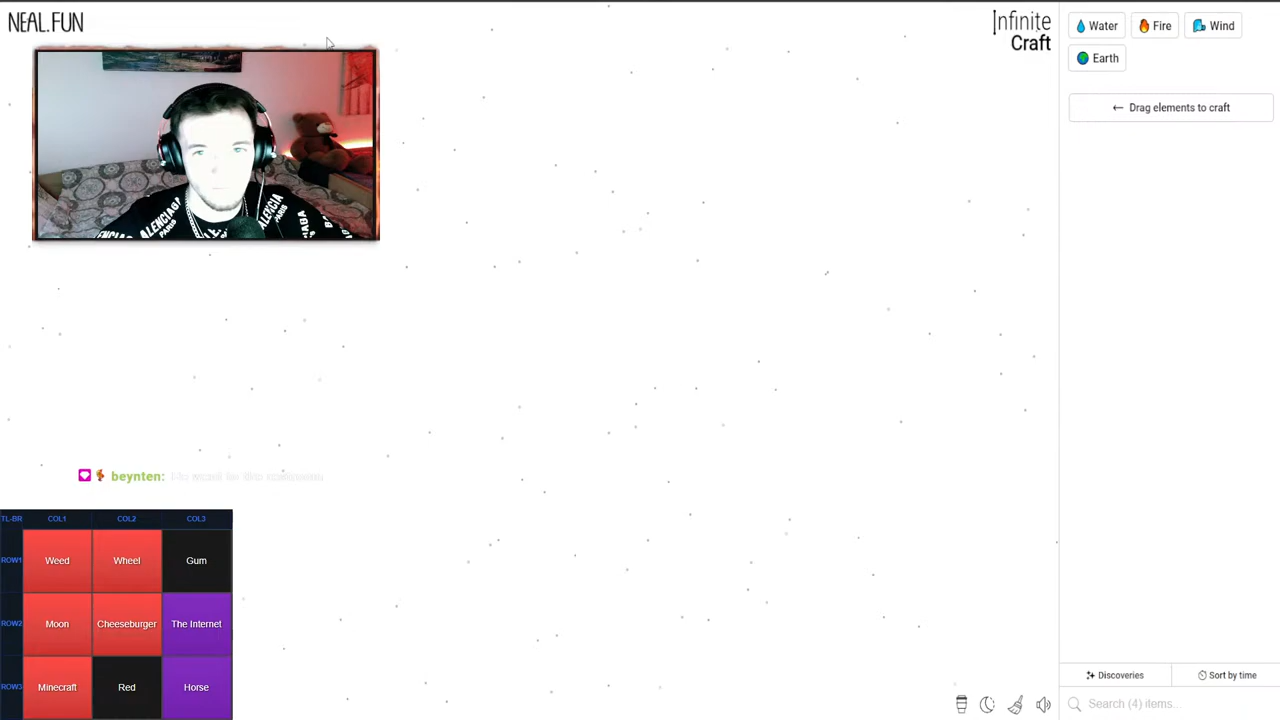 NEAL.FUN
Infinite
Craft
Water
Fire
Wind
Earth
← Drag elements to craft
ALENCIAGA
PARIS
beynten:
TL-BR COL1 COL2 COL3
ROW1 Weed Wheel Gum
ROW2 Moon Cheeseburger The Internet
ROW3 Minecraft Red Horse
Discoveries
Sort by time
Search (4) items...